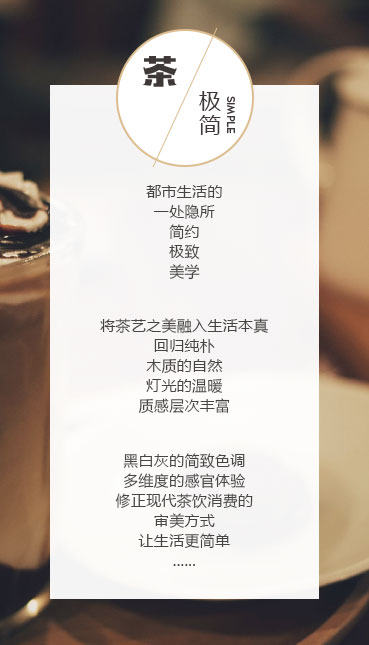 茶
极简
SIMPLE
都市生活的
一处隐所
简约
极致
美学
将茶艺之美融入生活本真
回归纯朴
木质的自然
灯光的温暖
质感层次丰富
黑白灰的简致色调
多维度的感官体验
修正现代茶饮消费的
审美方式
让生活更简单
......